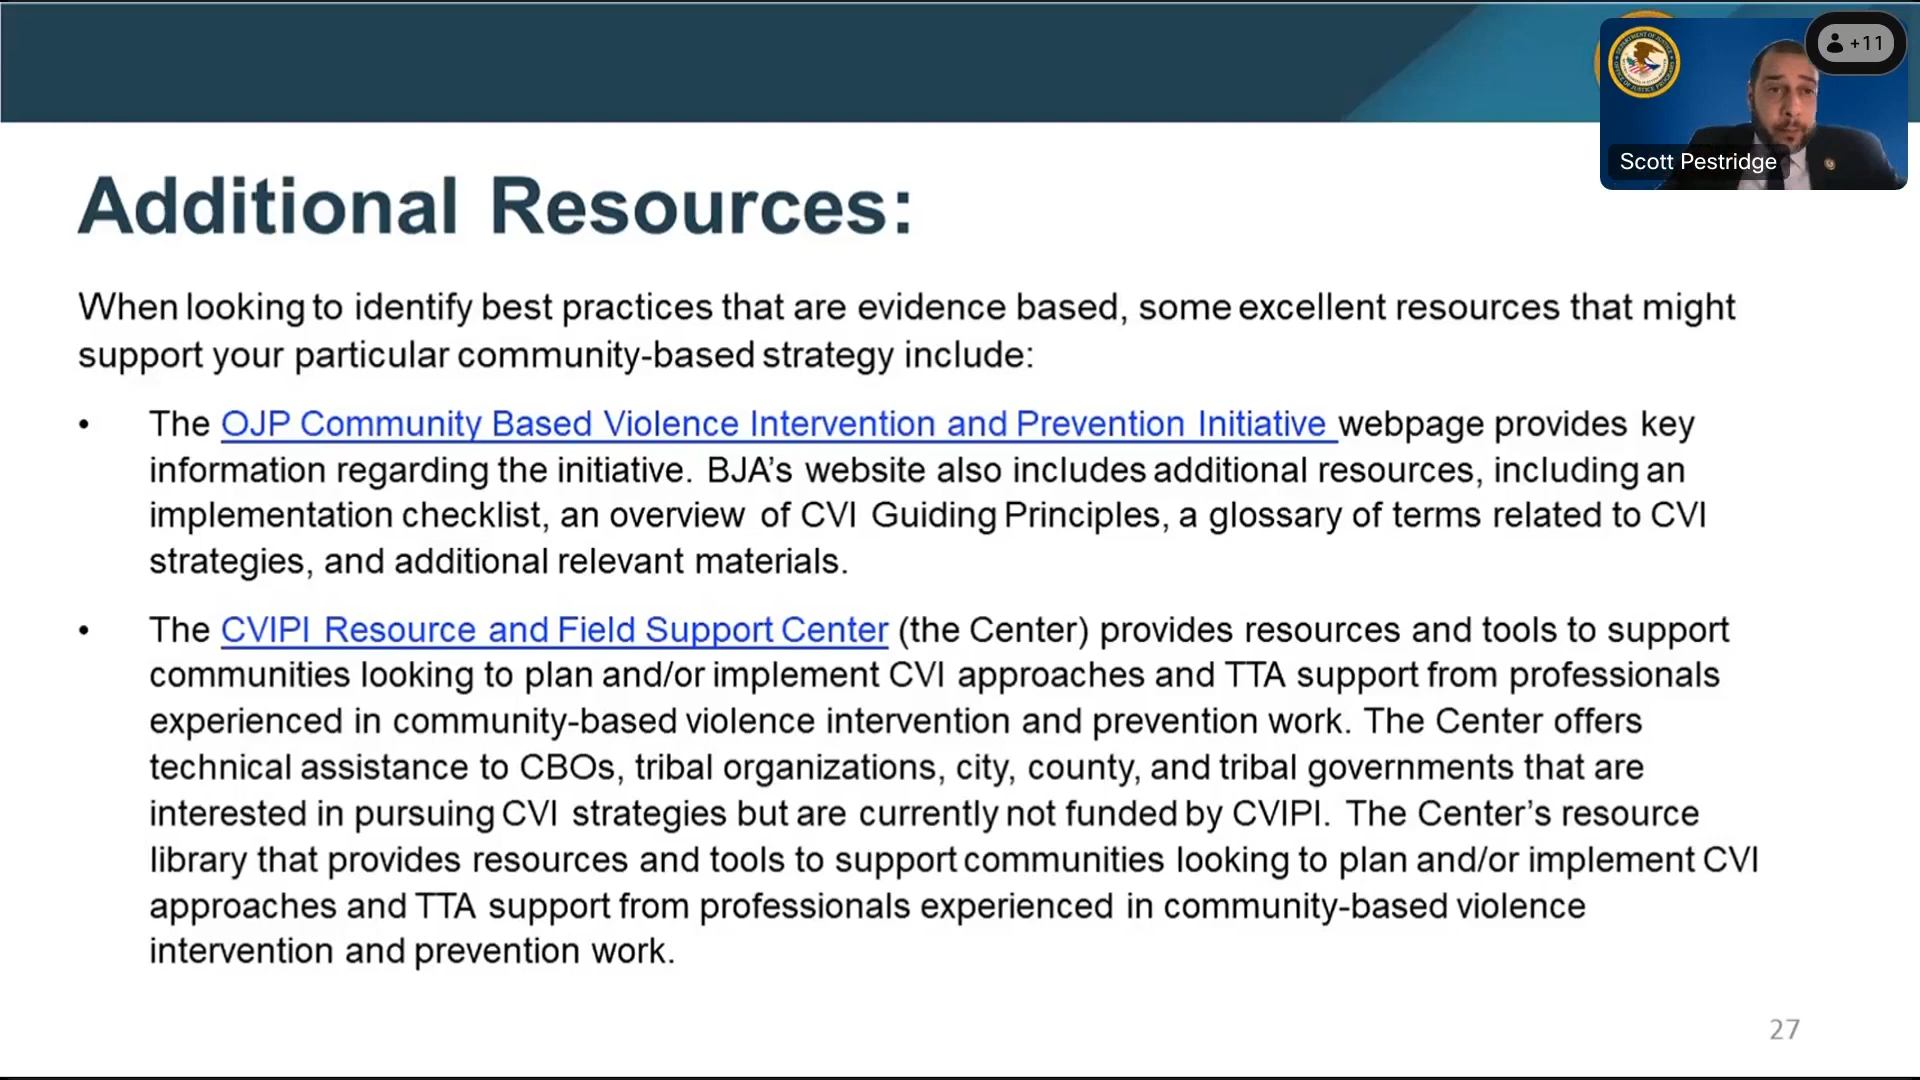 +11
Scott Pestridge
Additional Resources:
When looking to identify best practices that are evidence based, some excellent resources that might
support your particular community-based strategy include:
• The OJP Community Based Violence Intervention and Prevention Initiative webpage provides key
information regarding the initiative. BJA’s website also includes additional resources, including an
implementation checklist, an overview of CVI Guiding Principles, a glossary of terms related to CVI
strategies, and additional relevant materials.
• The CVIPI Resource and Field Support Center (the Center) provides resources and tools to support
communities looking to plan and/or implement CVI approaches and TTA support from professionals
experienced in community-based violence intervention and prevention work. The Center offers
technical assistance to CBOs, tribal organizations, city, county, and tribal governments that are
interested in pursuing CVI strategies but are currently not funded by CVIPI. The Center’s resource
library that provides resources and tools to support communities looking to plan and/or implement CVI
approaches and TTA support from professionals experienced in community-based violence
intervention and prevention work.
27